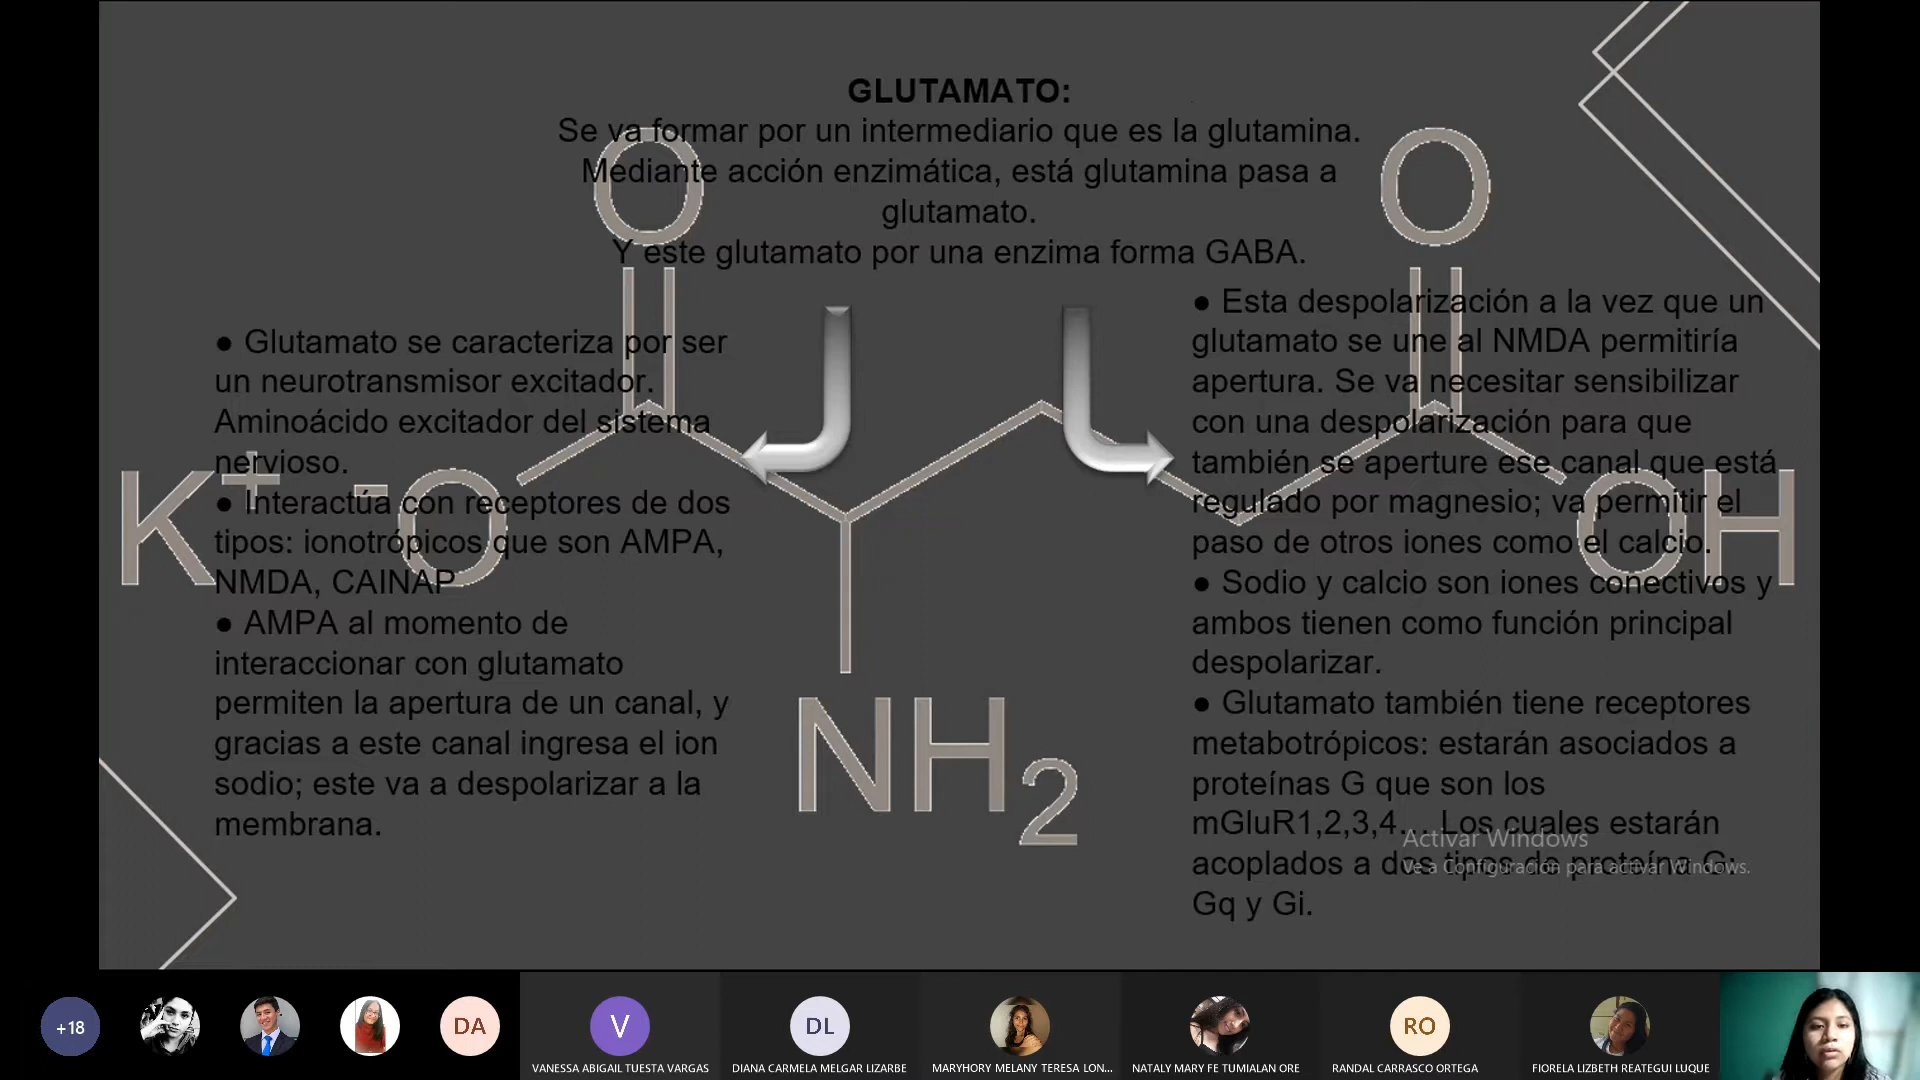 GLUTAMATO:
Se va formar por un intermediario que es la glutamina.
Mediante acción enzimática, está glutamina pasa a
glutamato.
Y este glutamato por una enzima forma GABA.
● Glutamato se caracteriza por ser
un neurotransmisor excitador.
Aminoácido excitador del sistema
nervioso.
● Interactúa con receptores de dos
tipos: ionotrópicos que son AMPA,
NMDA, CAINAP
● AMPA al momento de
interaccionar con glutamato
permiten la apertura de un canal, y
gracias a este canal ingresa el ion
sodio; este va a despolarizar a la
membrana.
● Esta despolarización a la vez que un
glutamato se une al NMDA permitiría
apertura. Se va necesitar sensibilizar
con una despolarización para que
también se aperture ese canal que está
regulado por magnesio; va permitir el
paso de otros iones como el calcio.
● Sodio y calcio son iones conectivos y
ambos tienen como función principal
despolarizar.
● Glutamato también tiene receptores
metabotrópicos: estarán asociados a
proteínas G que son los
mGluR1,2,3,4... Los cuales estarán
acoplados a dos tipos de proteína G:
Gq y Gi.
O
O
K+
-O
OH
NH2
Activar Windows
Ve a Configuración para activar Windows.
+18
DA
V
DL
RO
VANESSA ABIGAIL TUESTA VARGAS
DIANA CARMELA MELGAR LIZARBE
MARYHORY MELANY TERESA LON...
NATALY MARY FE TUMIALAN ORE
RANDAL CARRASCO ORTEGA
FIORELA LIZBETH REATEGUI LUQUE